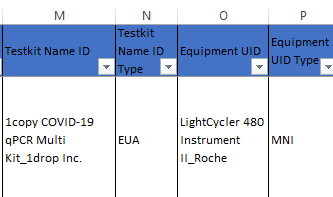 M N O P
Testkit Name ID
Testkit
Name ID
Type
Equipment UID
Equipment
UID Type
1copy COVID-19
qPCR Multi
Kit_1drop Inc.
EUA
LightCycler 480
Instrument
II_Roche
MNI